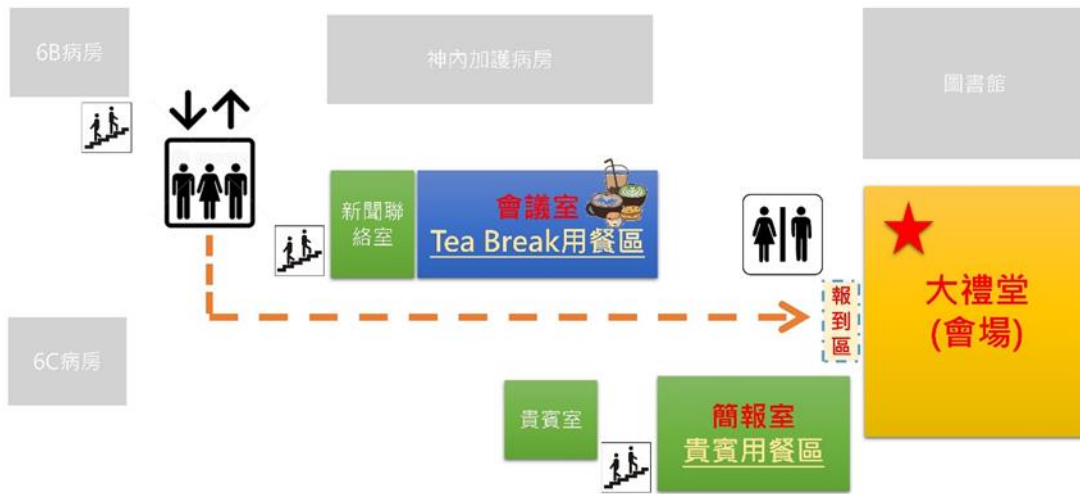 6B病房
神內加護病房
圖書館
新聞聯
絡室
會議室
Tea Break用餐區
報
到
區
大禮堂
(會場)
6C病房
貴賓室
簡報室
貴賓用餐區